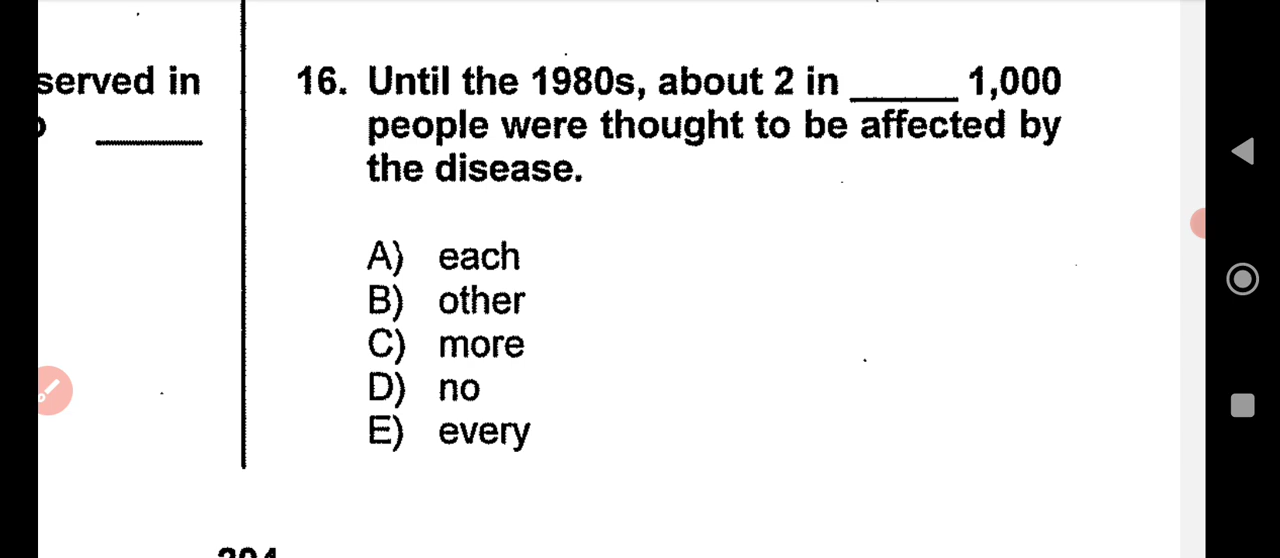 served in
16. Until the 1980s, about 2 in _____ 1,000
people were thought to be affected by
the disease.
A) each
B) other
C) more
D) no
E) every